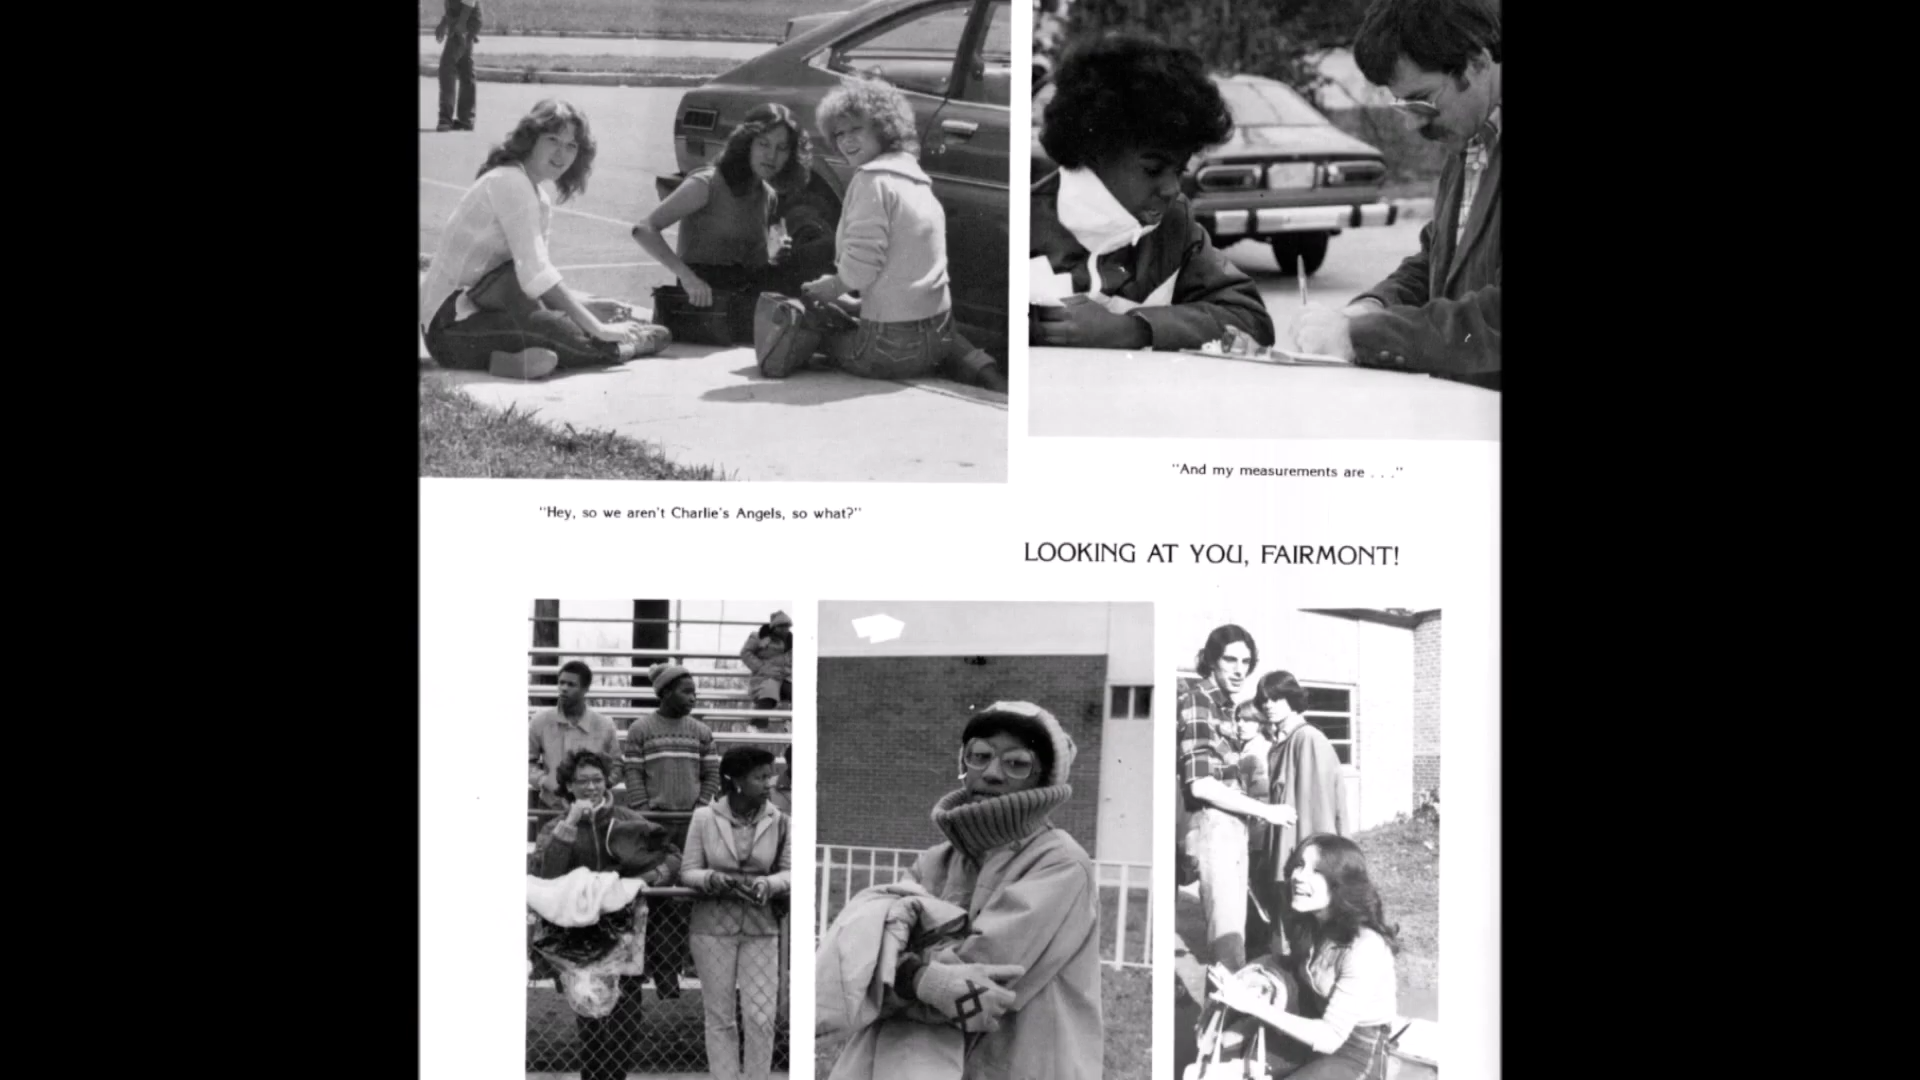 "And my measurements are . . ."
"Hey, so we aren't Charlie's Angels, so what?"
LOOKING AT YOU, FAIRMONT!